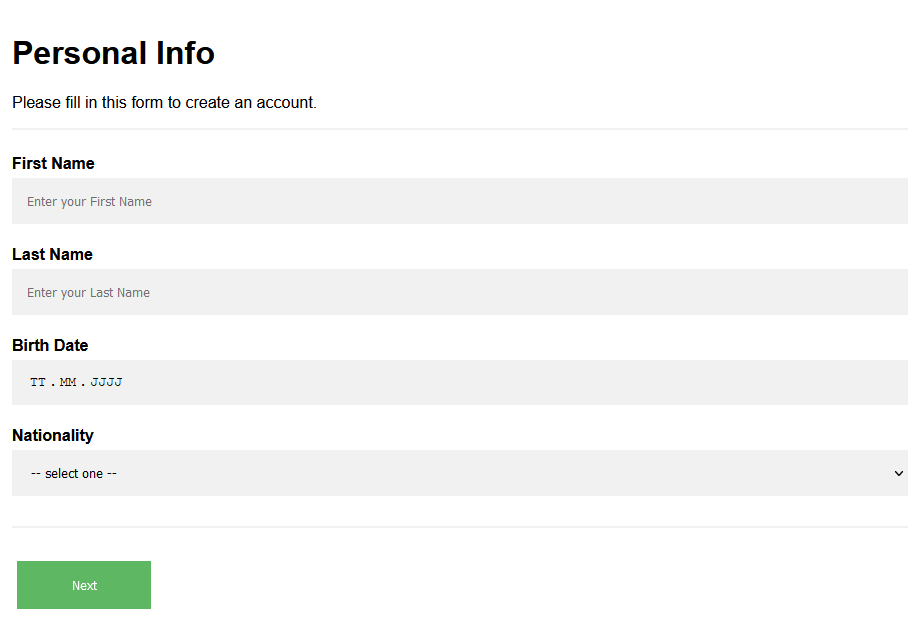 Personal Info
Please fill in this form to create an account.
First Name
Enter your First Name
Last Name
Enter your Last Name
Birth Date
TT . MM . JJJJ
Nationality
-- select one --
Next